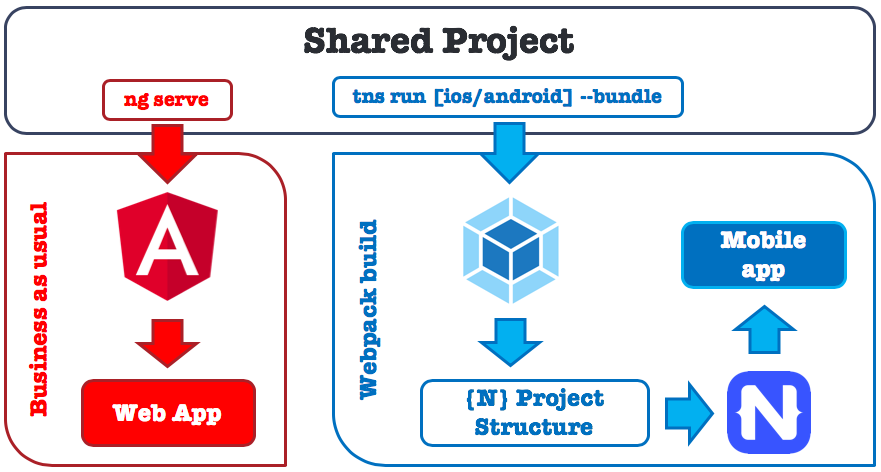 Shared Project
ng serve
tns run [ios/android] --bundle
Business as usual
Web App
Webpack build
{N} Project
Structure
Mobile
app
N